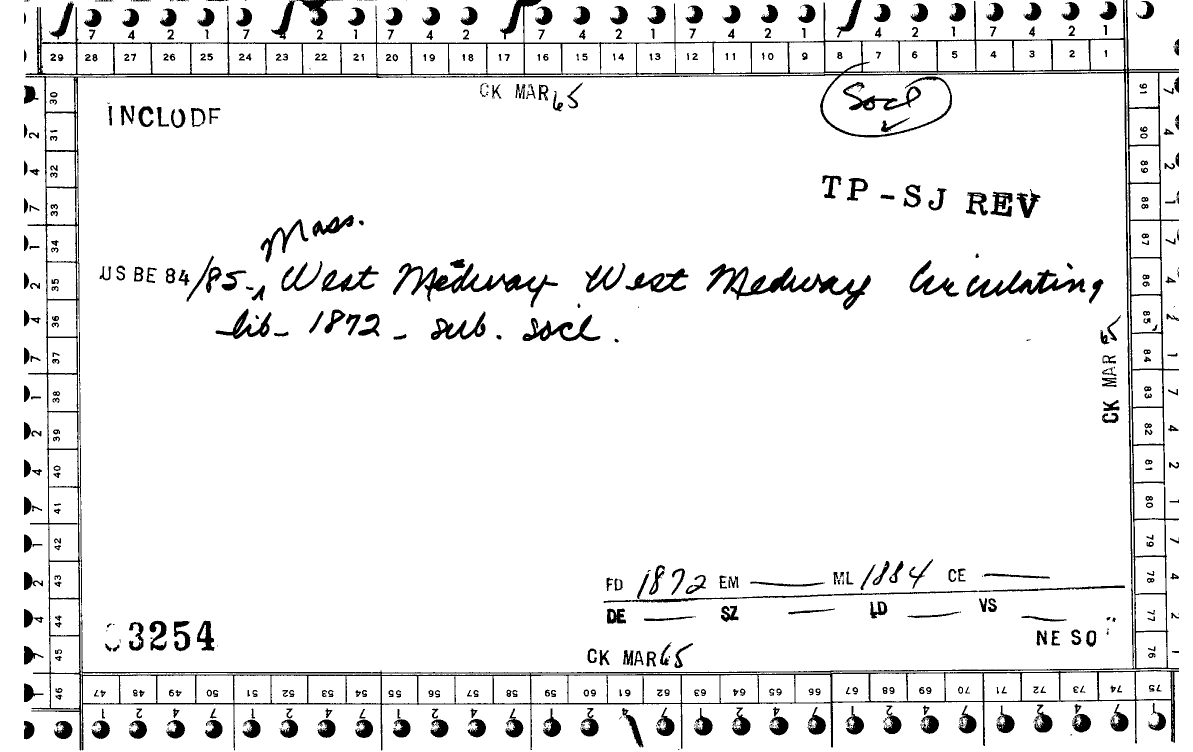 7 4 2 1 7 4 2 1 7 4 2 1 7 4 2 1 7 4 2 1 7 4 2 1 7 4 2 1
29 28 27 26 25 24 23 22 21 20 19 18 17 16 15 14 13 12 11 10 9 8 7 6 5 4 3 2 1
CK MAR 65
Socl
INCLUDE
TP-SJ REV
Mass.
US BE 84/85-^ West Medway West Medway Circulating
lib- 1872 - sub. socl.
CK MAR
FD 1872 EM — ML 1884 CE —
DE — SZ — LD — VS —
NE SO
3254
CK MAR 65
30 31 32 33 34 35 36 37 38 39 40 41 42 43 44 45 46
91 90 89 88 87 86 85 84 83 82 81 80 79 78 77 76
47 48 49 50 51 52 53 54 55 56 57 58 59 60 61 62 63 64 65 66 67 68 69 70 71 72 73 74 75
1 2 4 7 1 2 4 7 1 2 4 7 1 2 4 7 1 2 4 7 1 2 4 7 1 2 4 7